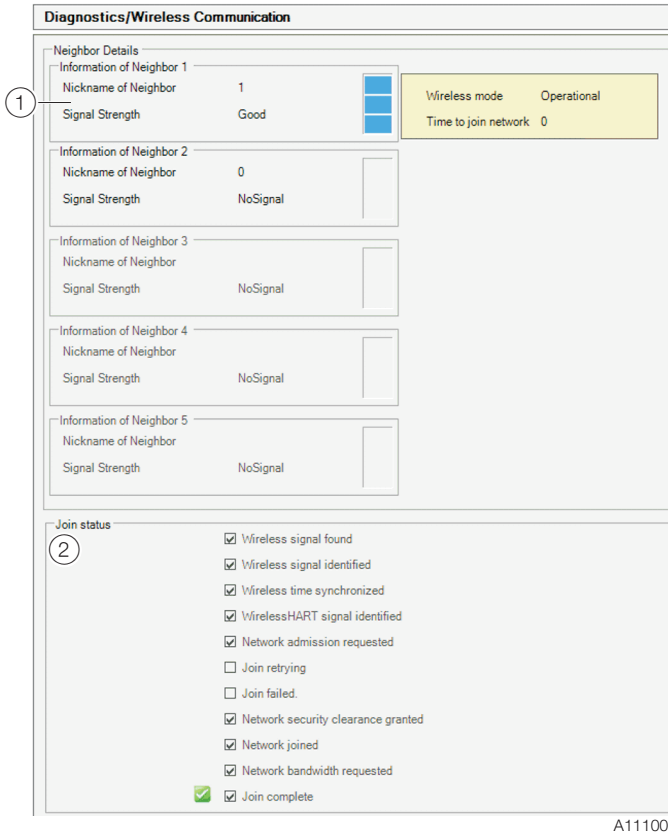 Diagnostics/Wireless Communication
Neighbor Details
Information of Neighbor 1
Nickname of Neighbor 1
Signal Strength Good
1
Wireless mode Operational
Time to join network 0
Information of Neighbor 2
Nickname of Neighbor 0
Signal Strength NoSignal
Information of Neighbor 3
Nickname of Neighbor
Signal Strength NoSignal
Information of Neighbor 4
Nickname of Neighbor
Signal Strength NoSignal
Information of Neighbor 5
Nickname of Neighbor
Signal Strength NoSignal
Join status
2
Wireless signal found
Wireless signal identified
Wireless time synchronized
WirelessHART signal identified
Network admission requested
Join retrying
Join failed.
Network security clearance granted
Network joined
Network bandwidth requested
Join complete
A11100